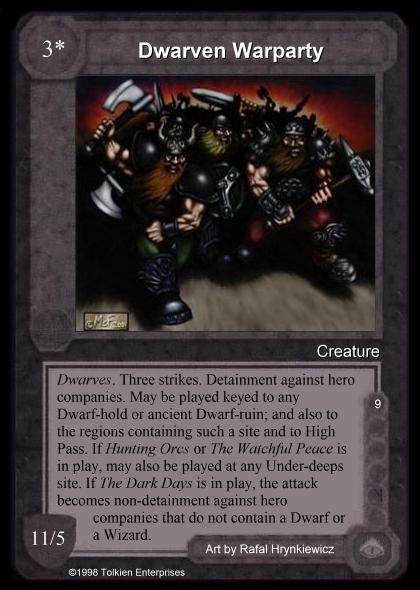 3*
Dwarven Warparty
Creature
Dwarves. Three strikes. Detainment against hero
companies. May be played keyed to any
Dwarf-hold or ancient Dwarf-ruin; and also to
the regions containing such a site and to High
Pass. If Hunting Orcs or The Watchful Peace is
in play, may also be played at any Under-deeps
site. If The Dark Days is in play, the attack
becomes non-detainment against hero
companies that do not contain a Dwarf or
a Wizard.
9
11/5
Art by Rafal Hrynkiewicz
©1998 Tolkien Enterprises